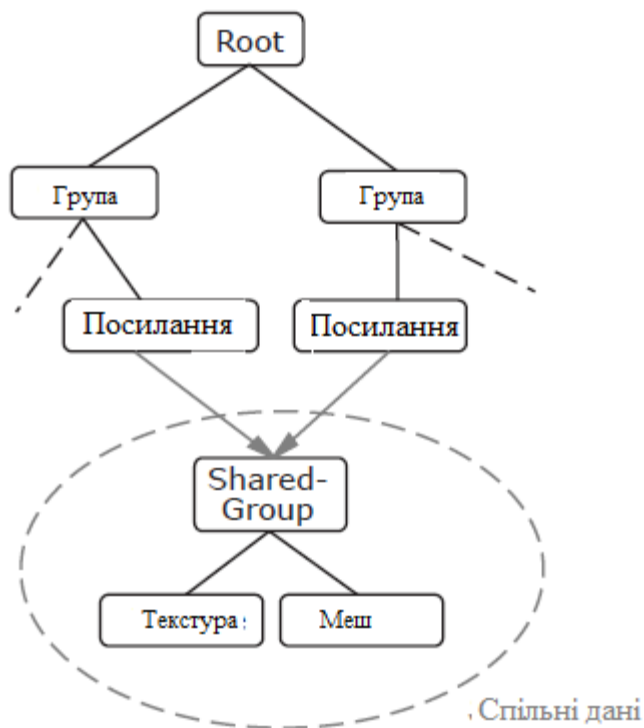 Root
Група
Група
Посилання
Посилання
Shared-
Group
Текстура :
Меш
. Спільні дані